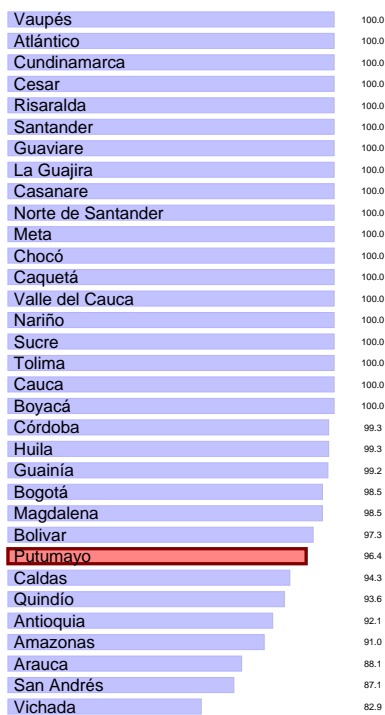 Vaupés 100.0
Atlántico 100.0
Cundinamarca 100.0
Cesar 100.0
Risaralda 100.0
Santander 100.0
Guaviare 100.0
La Guajira 100.0
Casanare 100.0
Norte de Santander 100.0
Meta 100.0
Chocó 100.0
Caquetá 100.0
Valle del Cauca 100.0
Nariño 100.0
Sucre 100.0
Tolima 100.0
Cauca 100.0
Boyacá 100.0
Córdoba 99.3
Huila 99.3
Guainía 99.2
Bogotá 98.5
Magdalena 98.5
Bolivar 97.3
Putumayo 96.4
Caldas 94.3
Quindío 93.6
Antioquia 92.1
Amazonas 91.0
Arauca 88.1
San Andrés 87.1
Vichada 82.9